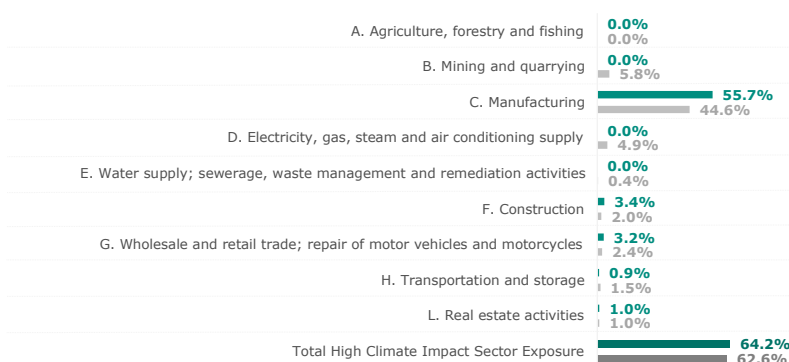 A. Agriculture, forestry and fishing
0.0%
0.0%
B. Mining and quarrying
0.0%
5.8%
C. Manufacturing
55.7%
44.6%
D. Electricity, gas, steam and air conditioning supply
0.0%
4.9%
E. Water supply; sewerage, waste management and remediation activities
0.0%
0.4%
F. Construction
3.4%
2.0%
G. Wholesale and retail trade; repair of motor vehicles and motorcycles
3.2%
2.4%
H. Transportation and storage
0.9%
1.5%
L. Real estate activities
1.0%
1.0%
Total High Climate Impact Sector Exposure
64.2%
62.6%